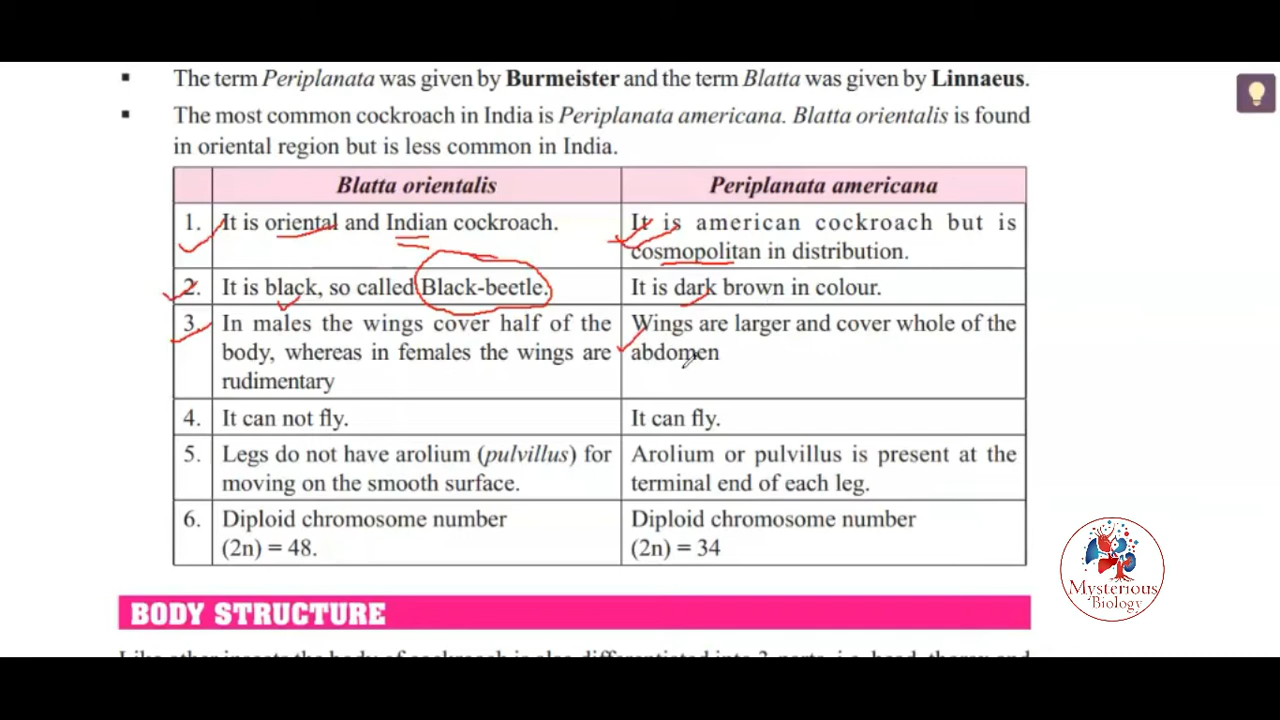 ▪ The term Periplanata was given by Burmeister and the term Blatta was given by Linnaeus.
▪ The most common cockroach in India is Periplanata americana. Blatta orientalis is found
in oriental region but is less common in India.
Blatta orientalis Periplanata americana
1. It is oriental and Indian cockroach. It is american cockroach but is
cosmopolitan in distribution.
2. It is black, so called Black-beetle. It is dark brown in colour.
3. In males the wings cover half of the Wings are larger and cover whole of the
body, whereas in females the wings are abdomen
rudimentary
4. It can not fly. It can fly.
5. Legs do not have arolium (pulvillus) for Arolium or pulvillus is present at the
moving on the smooth surface. terminal end of each leg.
6. Diploid chromosome number Diploid chromosome number
(2n) = 48. (2n) = 34
Mysterious
Biology
BODY STRUCTURE